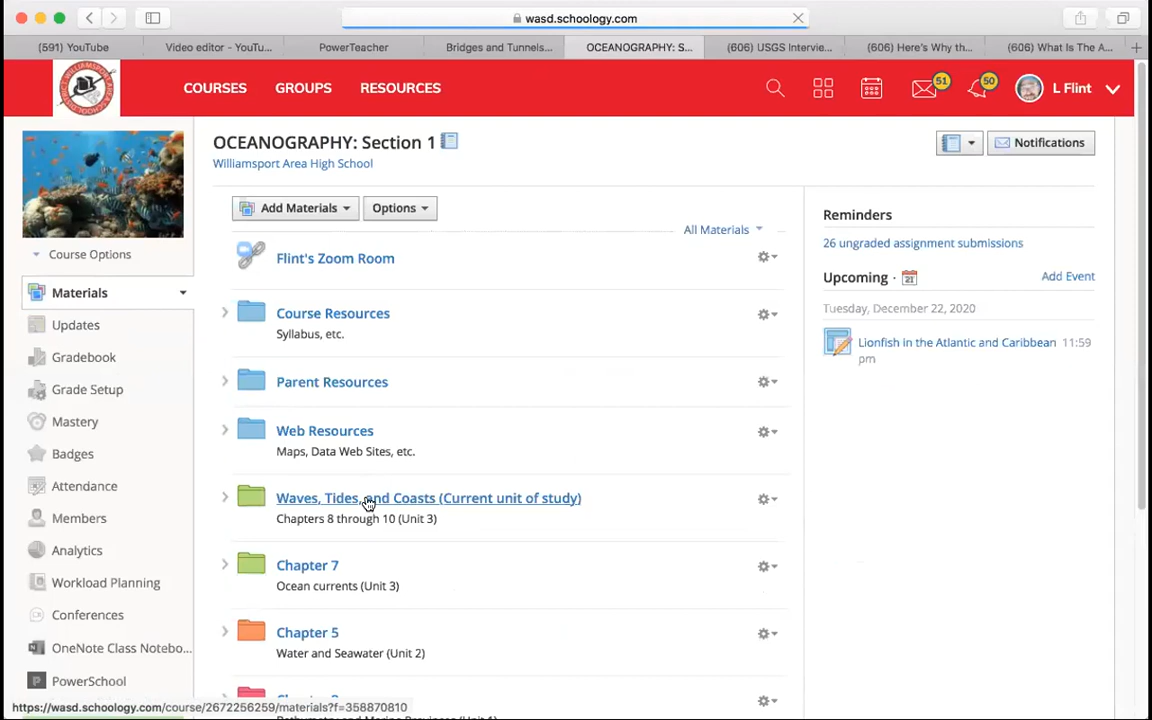 wasd.schoology.com
(591) YouTube
Video editor - YouTu...
PowerTeacher
Bridges and Tunnels...
OCEANOGRAPHY: S...
(606) USGS Intervie...
(606) Here's Why th...
(606) What Is The A...
COURSES
GROUPS
RESOURCES
51
50
L Flint
OCEANOGRAPHY: Section 1
Williamsport Area High School
Notifications
Add Materials
Options
All Materials
Course Options
Materials
Updates
Gradebook
Grade Setup
Mastery
Badges
Attendance
Members
Analytics
Workload Planning
Conferences
OneNote Class Notebo...
PowerSchool
Flint's Zoom Room
Course Resources
Syllabus, etc.
Parent Resources
Web Resources
Maps, Data Web Sites, etc.
Waves, Tides, and Coasts (Current unit of study)
Chapters 8 through 10 (Unit 3)
Chapter 7
Ocean currents (Unit 3)
Chapter 5
Water and Seawater (Unit 2)
Reminders
26 ungraded assignment submissions
Upcoming ·
Add Event
Tuesday, December 22, 2020
Lionfish in the Atlantic and Caribbean 11:59
pm
https://wasd.schoology.com/course/2672256259/materials?f=358870810